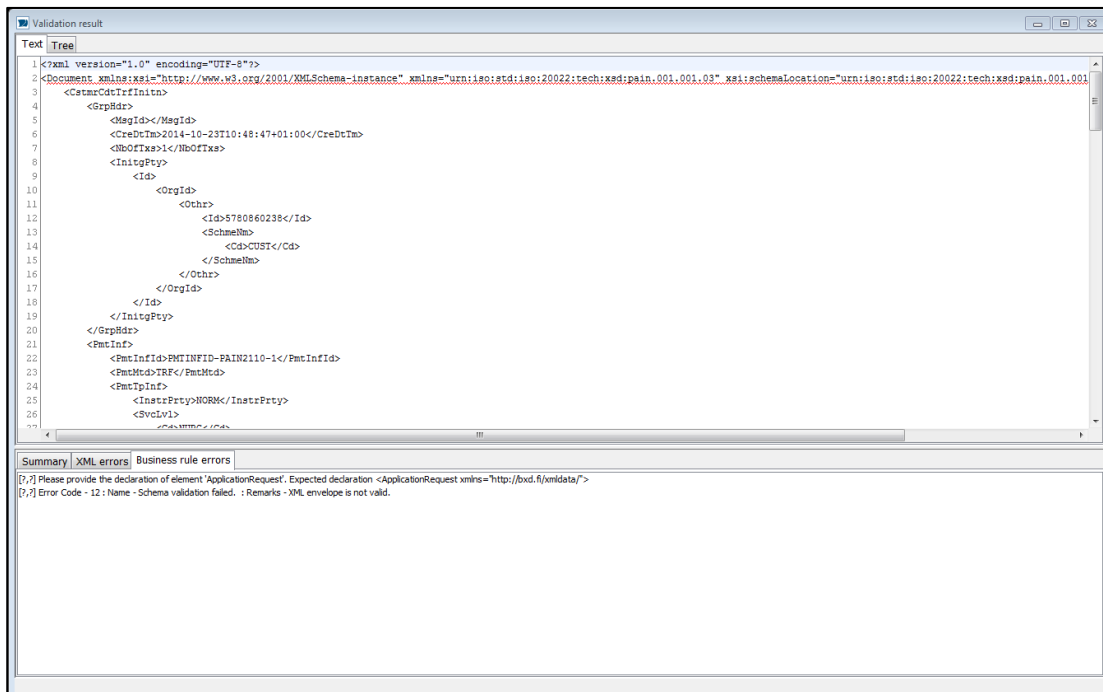 Validation result
Text Tree
1 <?xml version="1.0" encoding="UTF-8"?>
2 <Document xmlns:xsi="http://www.w3.org/2001/XMLSchema-instance" xmlns="urn:iso:std:iso:20022:tech:xsd:pain.001.001.03" xsi:schemaLocation="urn:iso:std:iso:20022:tech:xsd:pain.001.001
3 <CstmrCdtTrfInitn>
4 <GrpHdr>
5 <MsgId></MsgId>
6 <CreDtTm>2014-10-23T10:48:47+01:00</CreDtTm>
7 <NbOfTxs>1</NbOfTxs>
8 <InitgPty>
9 <Id>
10 <OrgId>
11 <Othr>
12 <Id>5780860238</Id>
13 <SchmeNm>
14 <Cd>CUST</Cd>
15 </SchmeNm>
16 </Othr>
17 </OrgId>
18 </Id>
19 </InitgPty>
20 </GrpHdr>
21 <PmtInf>
22 <PmtInfId>PMTINFID-PAIN2110-1</PmtInfId>
23 <PmtMtd>TRF</PmtMtd>
24 <PmtTpInf>
25 <InstrPrty>NORM</InstrPrty>
26 <SvcLvl>
27 <Cd>NURG</Cd>
Summary XML errors Business rule errors
[?,?] Please provide the declaration of element 'ApplicationRequest'. Expected declaration <ApplicationRequest xmlns="http://bxd.fi/xmldata/">
[?,?] Error Code - 12 : Name - Schema validation failed. : Remarks - XML envelope is not valid.